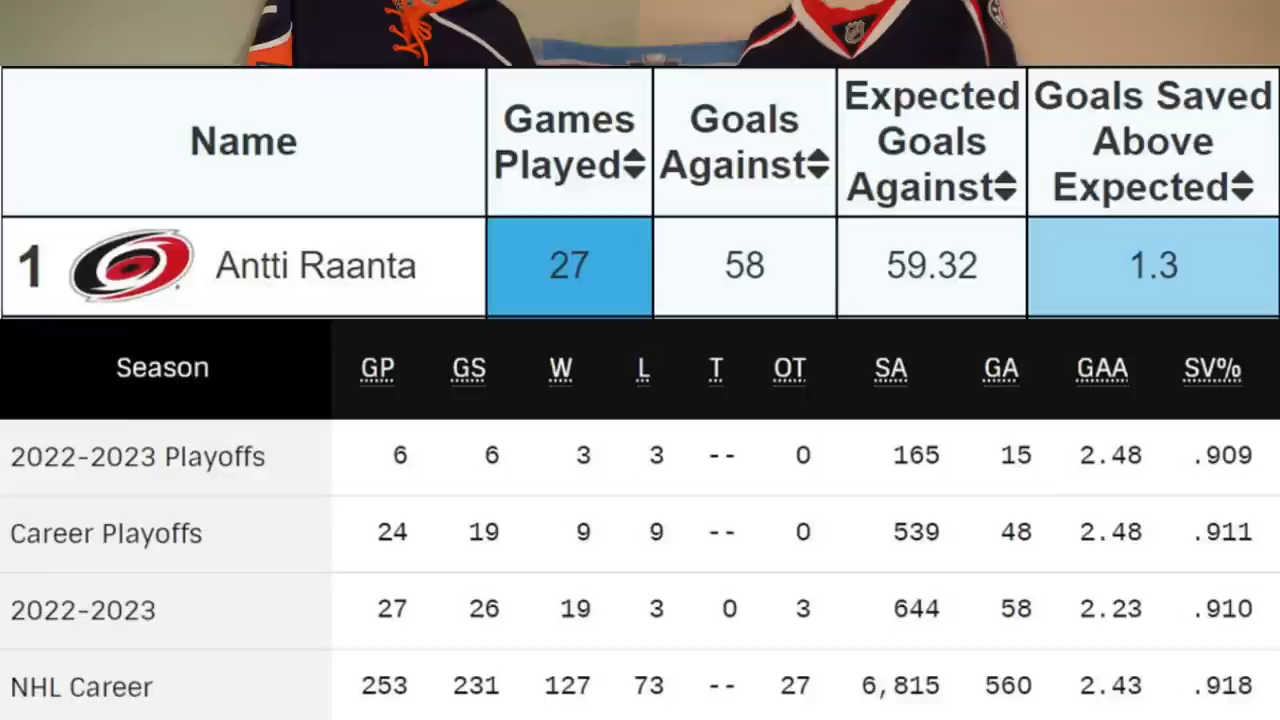 Name Games Played Goals Against Expected Goals Against Goals Saved Above Expected
1 Antti Raanta 27 58 59.32 1.3
Season GP GS W L T OT SA GA GAA SV%
2022-2023 Playoffs 6 6 3 3 -- 0 165 15 2.48 .909
Career Playoffs 24 19 9 9 -- 0 539 48 2.48 .911
2022-2023 27 26 19 3 0 3 644 58 2.23 .910
NHL Career 253 231 127 73 -- 27 6,815 560 2.43 .918